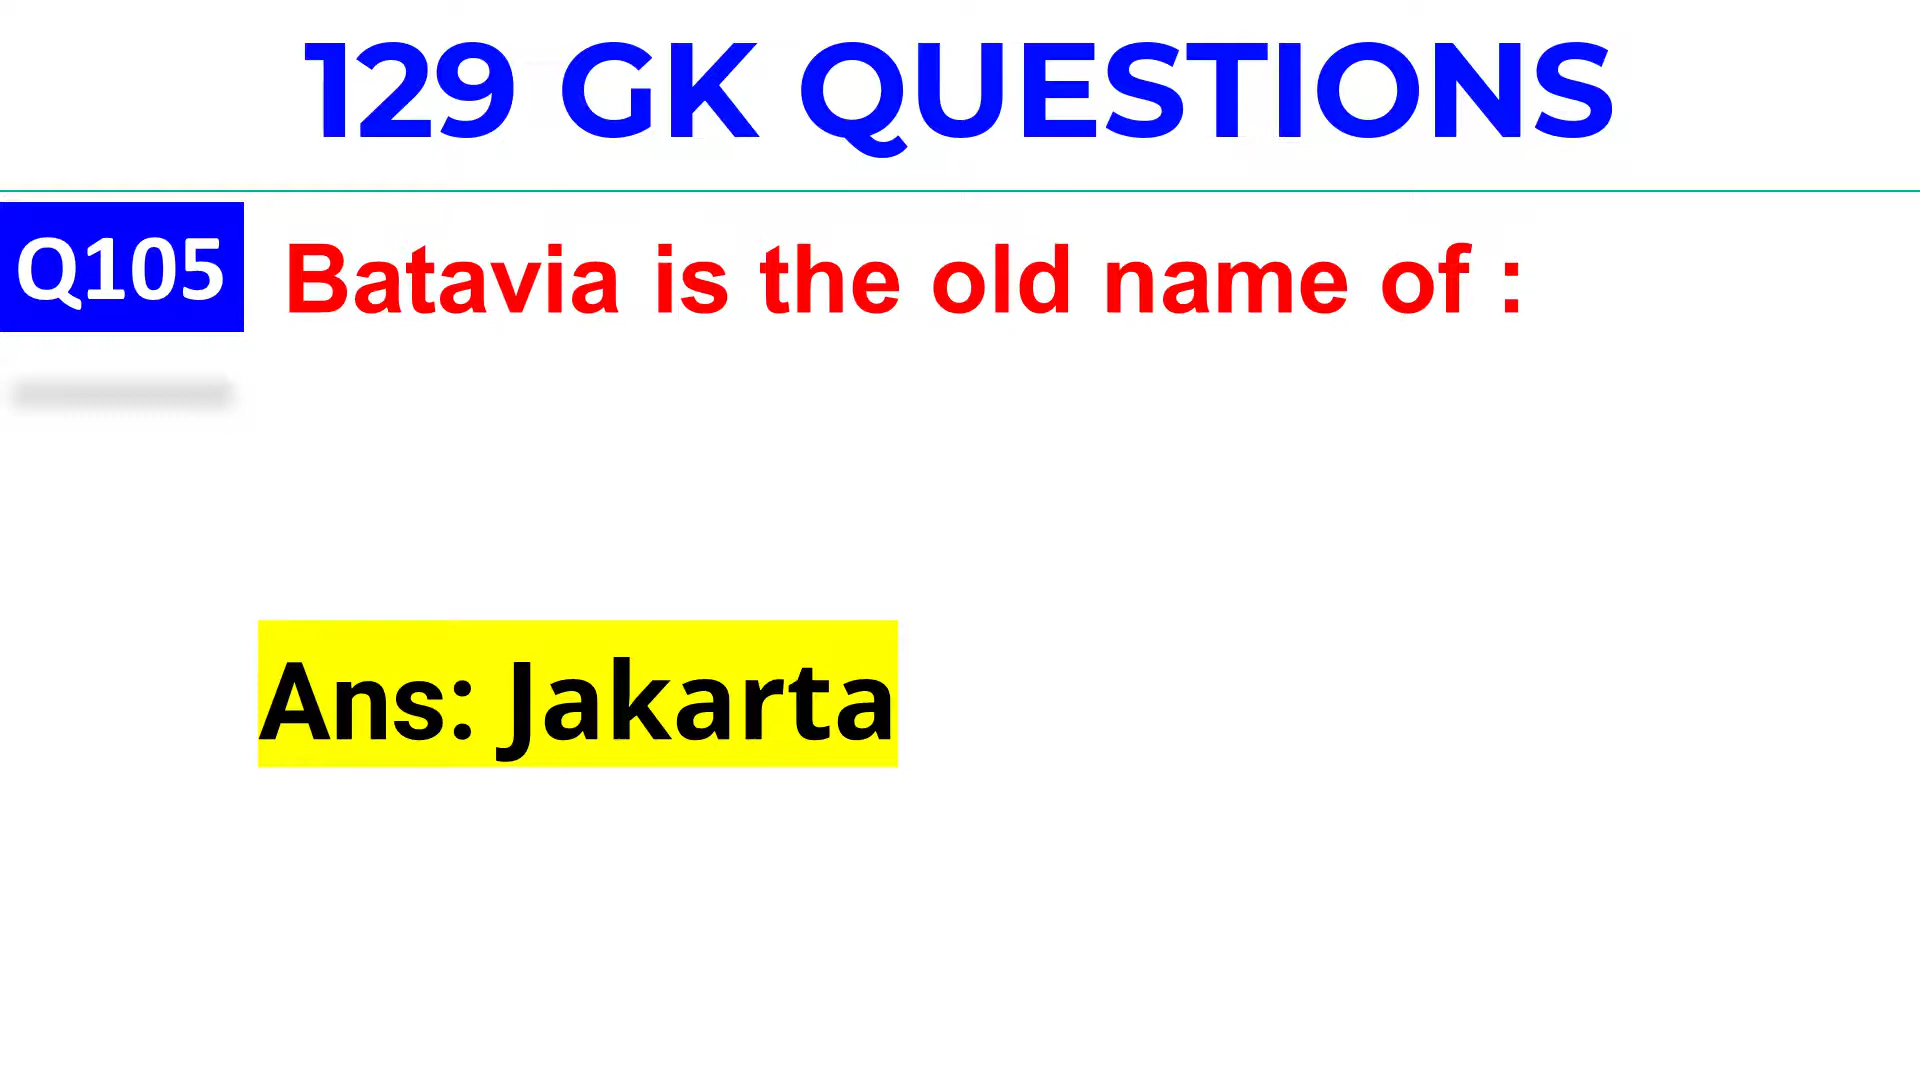 129 GK QUESTIONS
Q105 Batavia is the old name of :
Ans: Jakarta